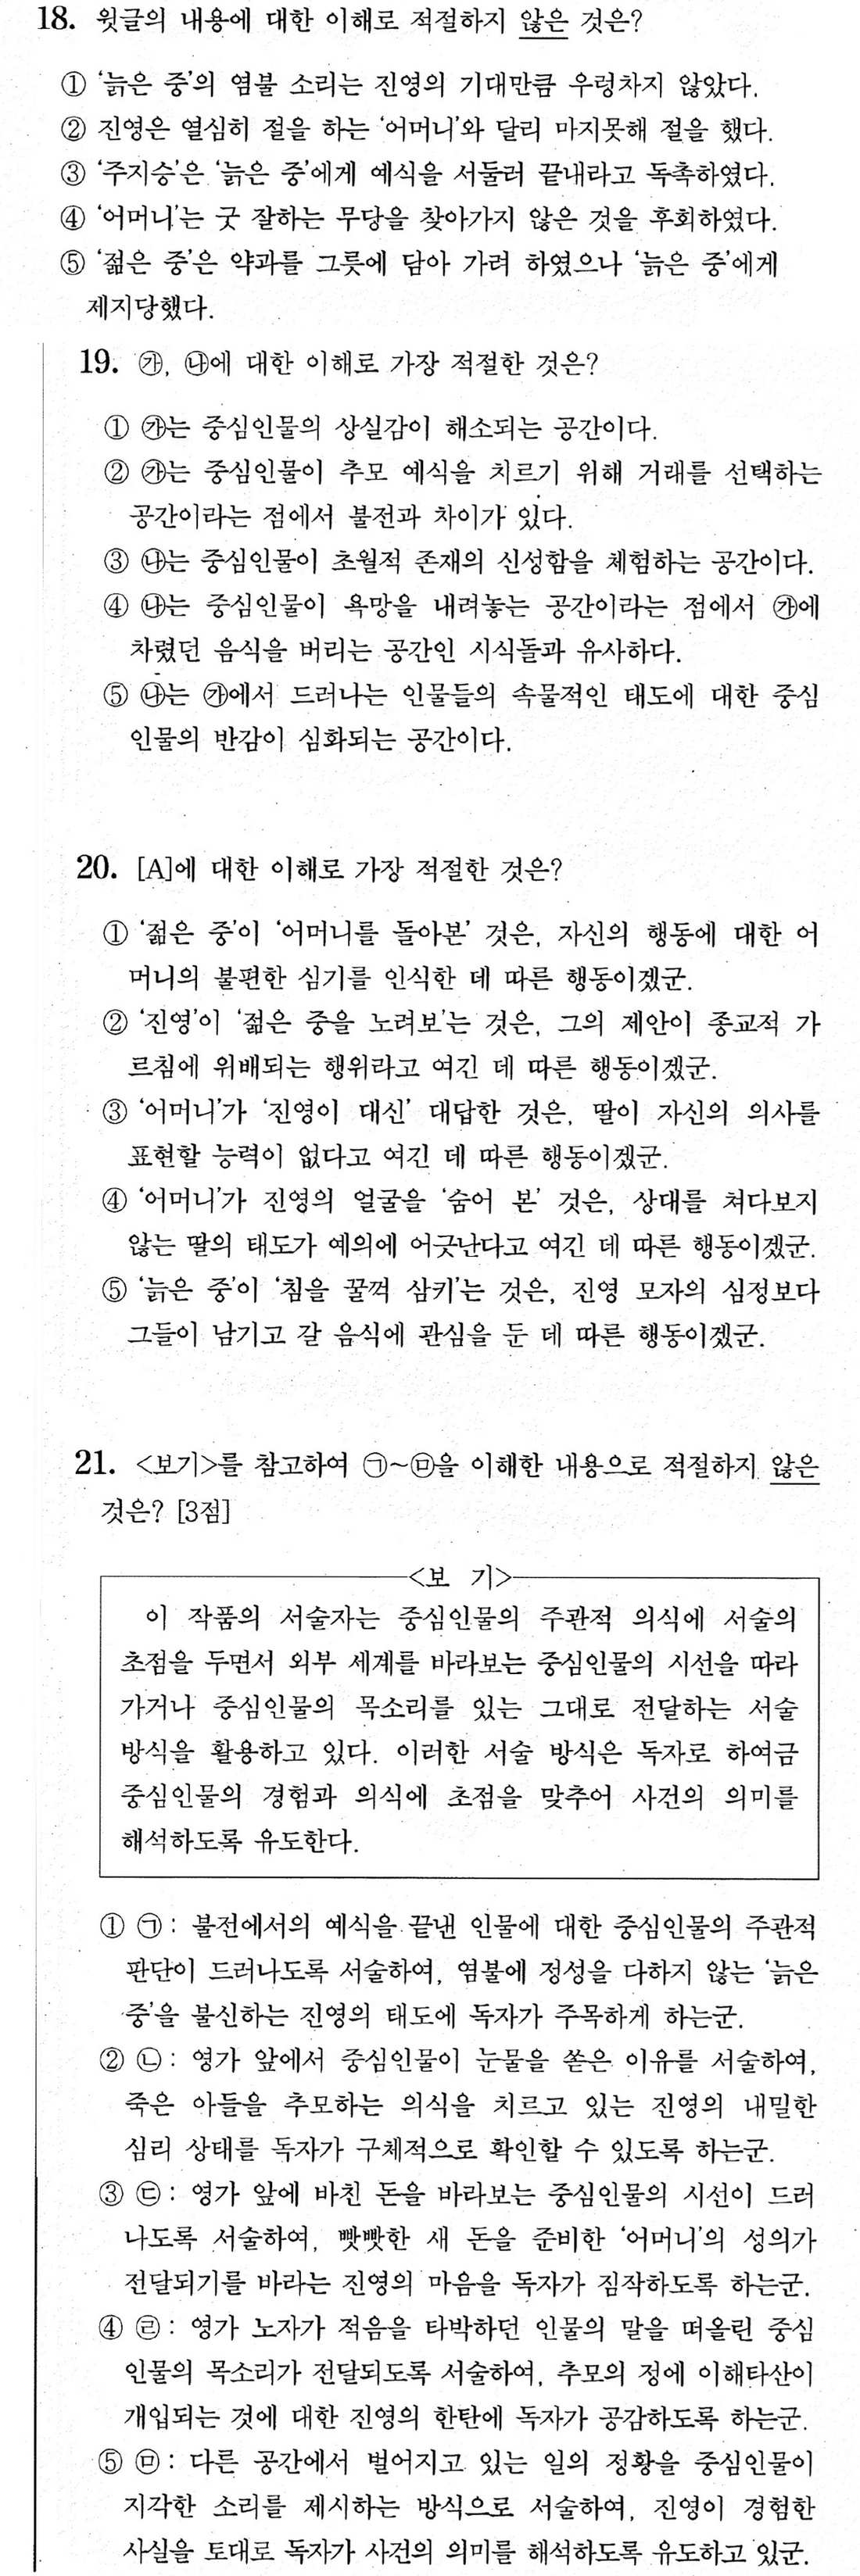 18. 윗글의 내용에 대한 이해로 적절하지 않은 것은?
① ‘늙은 중’의 염불 소리는 진영의 기대만큼 우렁차지 않았다.
② 진영은 열심히 절을 하는 ‘어머니’와 달리 마지못해 절을 했다.
③ ‘주지승’은 ‘늙은 중’에게 예식을 서둘러 끝내라고 독촉하였다.
④ ‘어머니’는 굿 잘하는 무당을 찾아가지 않은 것을 후회하였다.
⑤ ‘젊은 중’은 약과를 그릇에 담아 가려 하였으나 ‘늙은 중’에게
제지당했다.
19. ㉮, ㉯에 대한 이해로 가장 적절한 것은?
① ㉮는 중심인물의 상실감이 해소되는 공간이다.
② ㉮는 중심인물이 추모 예식을 치르기 위해 거래를 선택하는
공간이라는 점에서 불전과 차이가 있다.
③ ㉯는 중심인물이 초월적 존재의 신성함을 체험하는 공간이다.
④ ㉯는 중심인물이 욕망을 내려놓는 공간이라는 점에서 ㉮에
차렸던 음식을 버리는 공간인 시식돌과 유사하다.
⑤ ㉯는 ㉮에서 드러나는 인물들의 속물적인 태도에 대한 중심
인물의 반감이 심화되는 공간이다.
20. [A]에 대한 이해로 가장 적절한 것은?
① ‘젊은 중’이 ‘어머니를 돌아본’ 것은, 자신의 행동에 대한 어
머니의 불편한 심기를 인식한 데 따른 행동이겠군.
② ‘진영’이 ‘젊은 중을 노려보’는 것은, 그의 제안이 종교적 가
르침에 위배되는 행위라고 여긴 데 따른 행동이겠군.
③ ‘어머니’가 ‘진영이 대신’ 대답한 것은, 딸이 자신의 의사를
표현할 능력이 없다고 여긴 데 따른 행동이겠군.
④ ‘어머니’가 진영의 얼굴을 ‘숨어 본’ 것은, 상대를 쳐다보지
않는 딸의 태도가 예의에 어긋난다고 여긴 데 따른 행동이겠군.
⑤ ‘늙은 중’이 ‘침을 꿀꺽 삼키’는 것은, 진영 모자의 심정보다
그들이 남기고 갈 음식에 관심을 둔 데 따른 행동이겠군.
21. <보기>를 참고하여 ㉠~㉤을 이해한 내용으로 적절하지 않은
것은? [3점]
<보 기>
이 작품의 서술자는 중심인물의 주관적 의식에 서술의
초점을 두면서 외부 세계를 바라보는 중심인물의 시선을 따라
가거나 중심인물의 목소리를 있는 그대로 전달하는 서술
방식을 활용하고 있다. 이러한 서술 방식은 독자로 하여금
중심인물의 경험과 의식에 초점을 맞추어 사건의 의미를
해석하도록 유도한다.
① ㉠: 불전에서의 예식을 끝낸 인물에 대한 중심인물의 주관적
판단이 드러나도록 서술하여, 염불에 정성을 다하지 않는 ‘늙은
중’을 불신하는 진영의 태도에 독자가 주목하게 하는군.
② ㉡: 영가 앞에서 중심인물이 눈물을 쏟은 이유를 서술하여,
죽은 아들을 추모하는 의식을 치르고 있는 진영의 내밀한
심리 상태를 독자가 구체적으로 확인할 수 있도록 하는군.
③ ㉢: 영가 앞에 바친 돈을 바라보는 중심인물의 시선이 드러
나도록 서술하여, 빳빳한 새 돈을 준비한 ‘어머니’의 성의가
전달되기를 바라는 진영의 마음을 독자가 짐작하도록 하는군.
④ ㉣: 영가 노자가 적음을 타박하던 인물의 말을 떠올린 중심
인물의 목소리가 전달되도록 서술하여, 추모의 정에 이해타산이
개입되는 것에 대한 진영의 한탄에 독자가 공감하도록 하는군.
⑤ ㉤: 다른 공간에서 벌어지고 있는 일의 정황을 중심인물이
지각한 소리를 제시하는 방식으로 서술하여, 진영이 경험한
사실을 토대로 독자가 사건의 의미를 해석하도록 유도하고 있군.